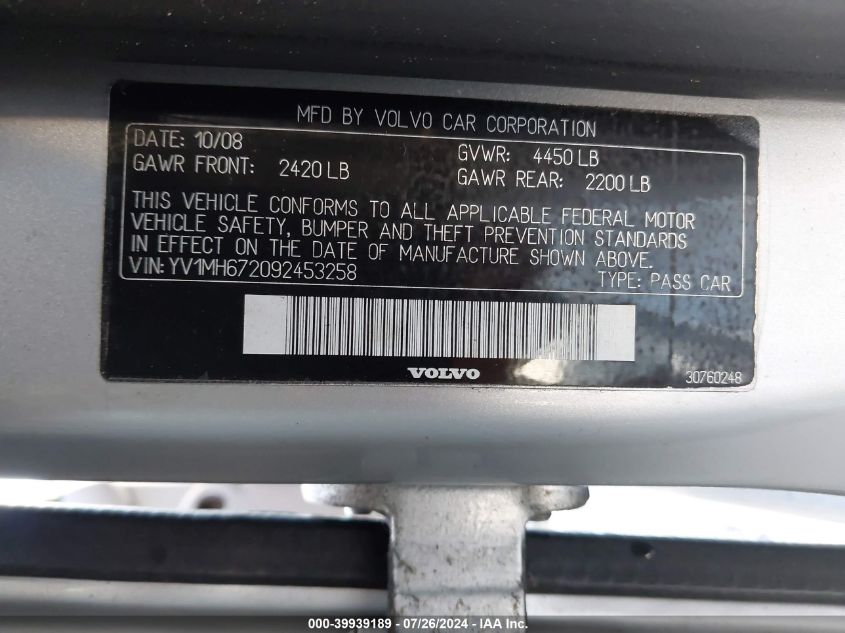 MFD BY VOLVO CAR CORPORATION
DATE: 10/08 GVWR: 4450 LB
GAWR FRONT: 2420 LB GAWR REAR: 2200 LB
THIS VEHICLE CONFORMS TO ALL APPLICABLE FEDERAL MOTOR
VEHICLE SAFETY, BUMPER AND THEFT PREVENTION STANDARDS
IN EFFECT ON THE DATE OF MANUFACTURE SHOWN ABOVE.
VIN: YV1MH672092453258 TYPE: PASS CAR
VOLVO 30760248
000-39939189 - 07/26/2024 - IAA Inc.